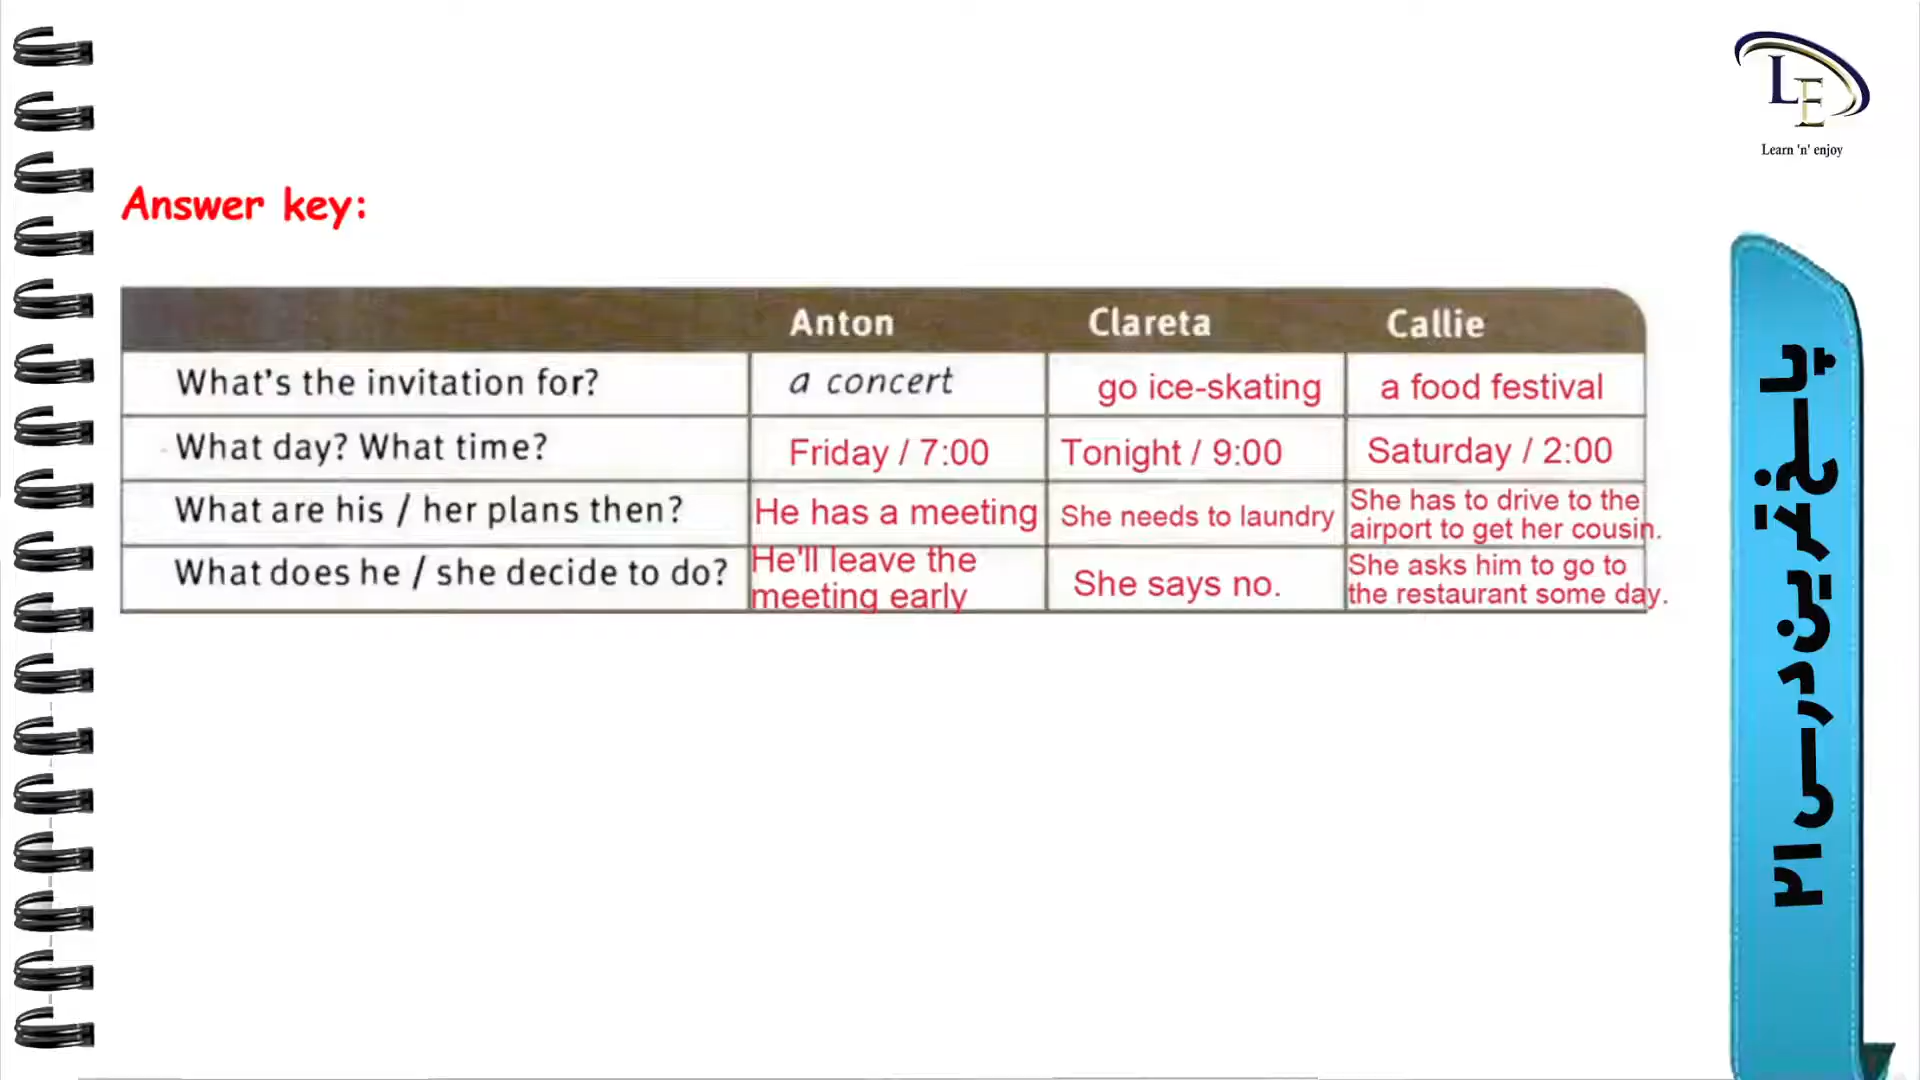 LE
Learn 'n' enjoy
Answer key:
Anton Clareta Callie
What's the invitation for? a concert go ice-skating a food festival
What day? What time? Friday / 7:00 Tonight / 9:00 Saturday / 2:00
What are his / her plans then? He has a meeting She needs to laundry She has to drive to the
airport to get her cousin.
What does he / she decide to do? He'll leave the
meeting early She says no. She asks him to go to
the restaurant some day.
پاسخ تمرین درس ۲۱